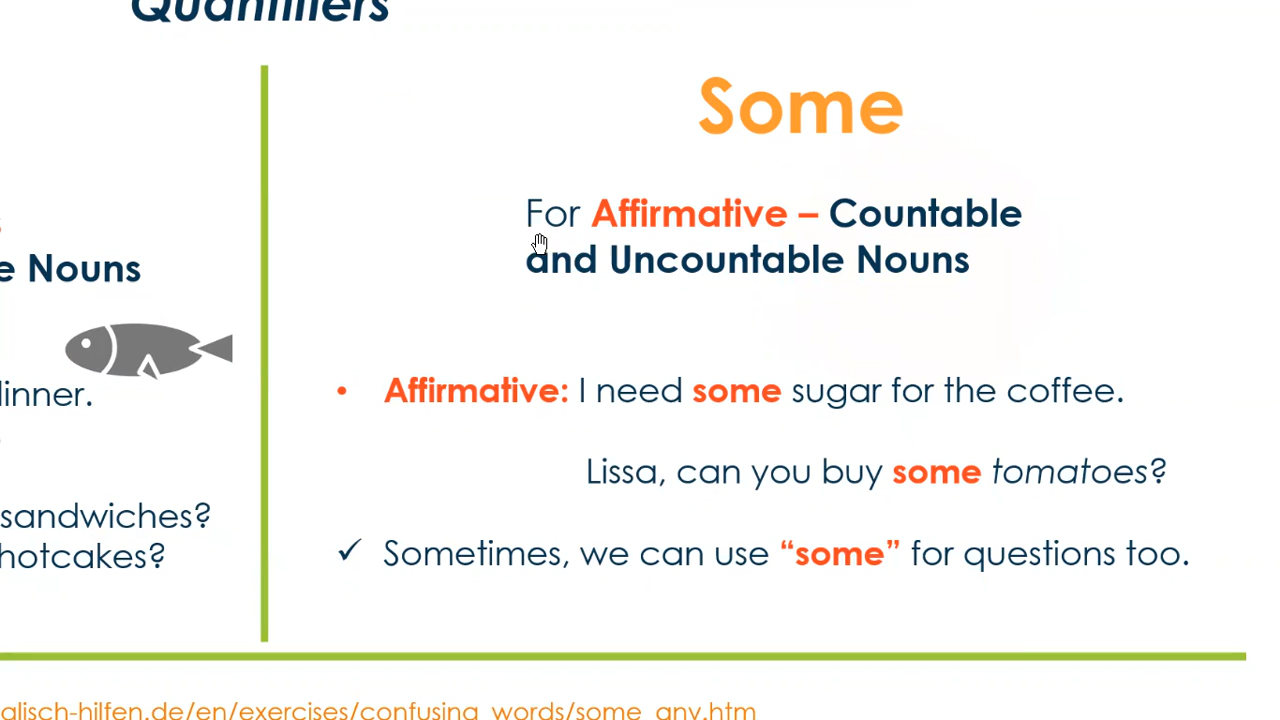 Quantifiers
Some
For Affirmative – Countable
and Uncountable Nouns
e Nouns
dinner.
sandwiches?
hotcakes?
• Affirmative: I need some sugar for the coffee.
Lissa, can you buy some tomatoes?
✓ Sometimes, we can use “some” for questions too.
glisch-hilfen.de/en/exercises/confusing_words/some_any.htm